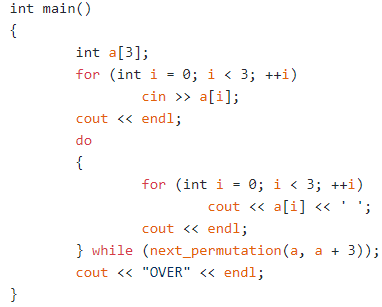 int main()
{
int a[3];
for (int i = 0; i < 3; ++i)
cin >> a[i];
cout << endl;
do
{
for (int i = 0; i < 3; ++i)
cout << a[i] << ' ';
cout << endl;
} while (next_permutation(a, a + 3));
cout << "OVER" << endl;
}